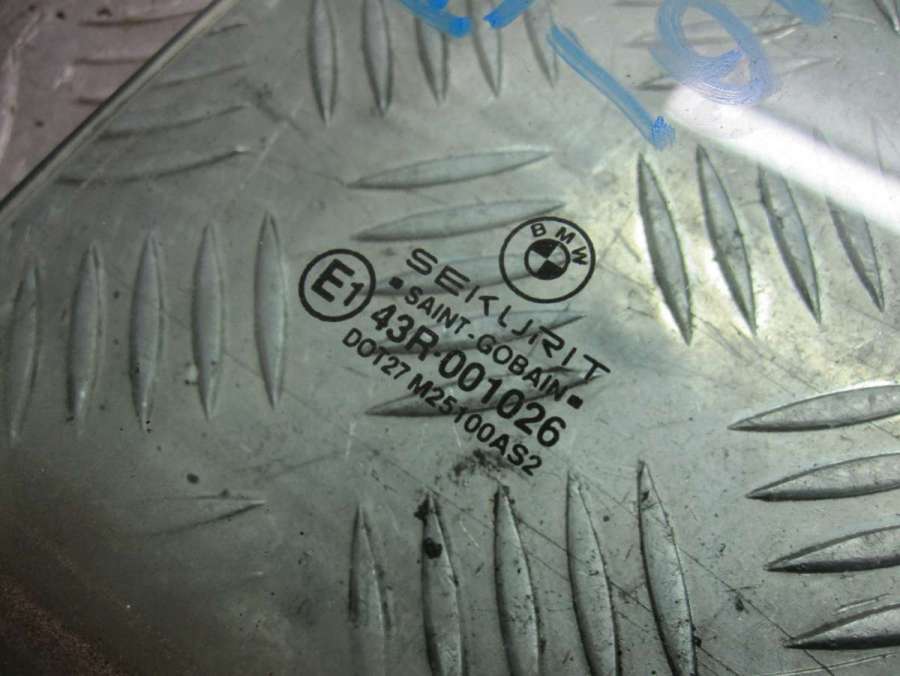 BMW
SEKURIT
• SAINT-GOBAIN •
E1
43R-001026
DOT27 M25100AS2